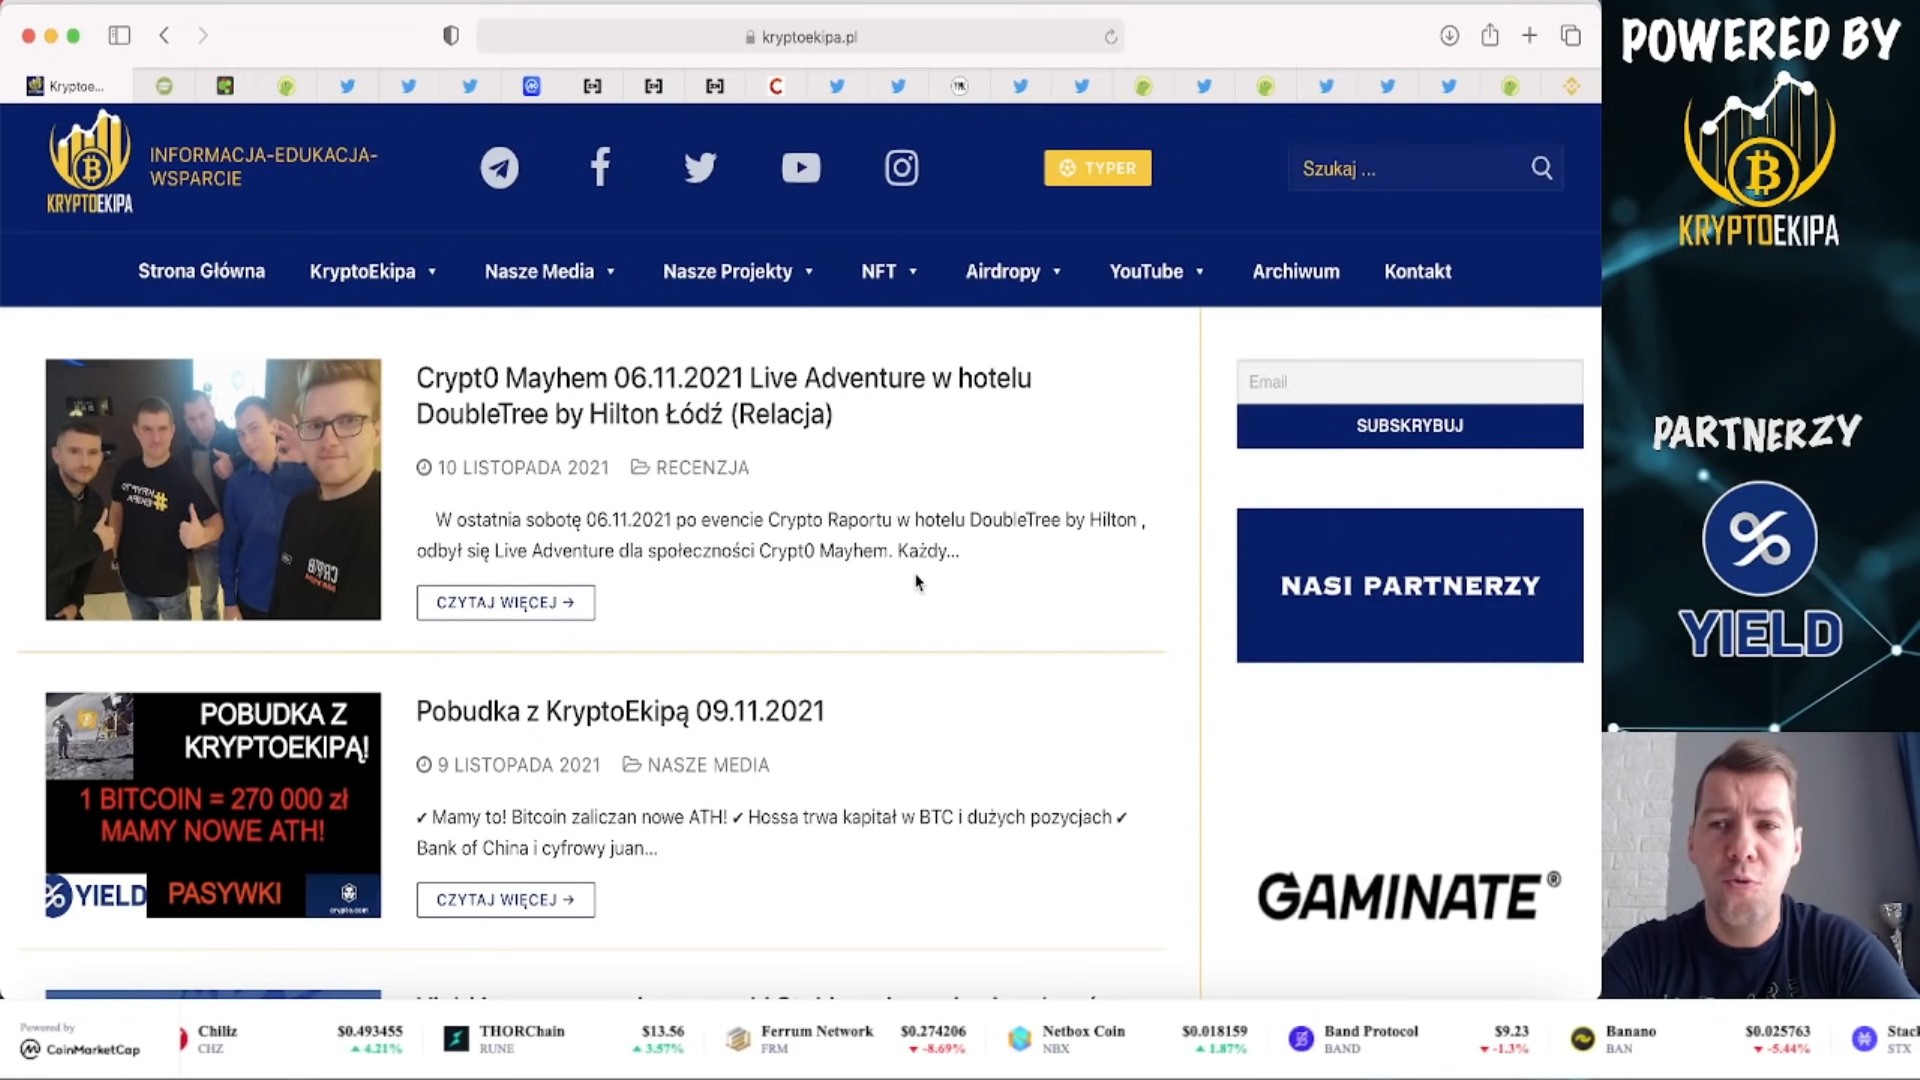 kryptoekipa.pl
Kryptoe...
INFORMACJA-EDUKACJA-
WSPARCIE
KRYPTOEKIPA
TYPER
Szukaj ...
Strona Główna
KryptoEkipa
Nasze Media
Nasze Projekty
NFT
Airdropy
YouTube
Archiwum
Kontakt
Crypt0 Mayhem 06.11.2021 Live Adventure w hotelu
DoubleTree by Hilton Łódź (Relacja)
10 LISTOPADA 2021
RECENZJA
W ostatnia sobotę 06.11.2021 po evencie Crypto Raportu w hotelu DoubleTree by Hilton ,
odbył się Live Adventure dla społeczności Crypt0 Mayhem. Każdy...
CZYTAJ WIĘCEJ →
POBUDKA Z
KRYPTOEKIPĄ!
1 BITCOIN = 270 000 zł
MAMY NOWE ATH!
YIELD
PASYWKI
crypto.com
Pobudka z KryptoEkipą 09.11.2021
9 LISTOPADA 2021
NASZE MEDIA
✓ Mamy to! Bitcoin zaliczan nowe ATH! ✓ Hossa trwa kapitał w BTC i dużych pozycjach ✓
Bank of China i cyfrowy juan...
CZYTAJ WIĘCEJ →
Email
SUBSKRYBUJ
NASI PARTNERZY
GAMINATE®
POWERED BY
KRYPTOEKIPA
PARTNERZY
YIELD
Powered by
CoinMarketCap
Chiliz
CHZ
$0.493455
▲ 4.21%
THORChain
RUNE
$13.56
▲ 3.57%
Ferrum Network
FRM
$0.274206
▼ -8.69%
Netbox Coin
NBX
$0.018159
▲ 1.87%
Band Protocol
BAND
$9.23
▼ -1.3%
Banano
BAN
$0.025763
▼ -5.44%
Stack
STX